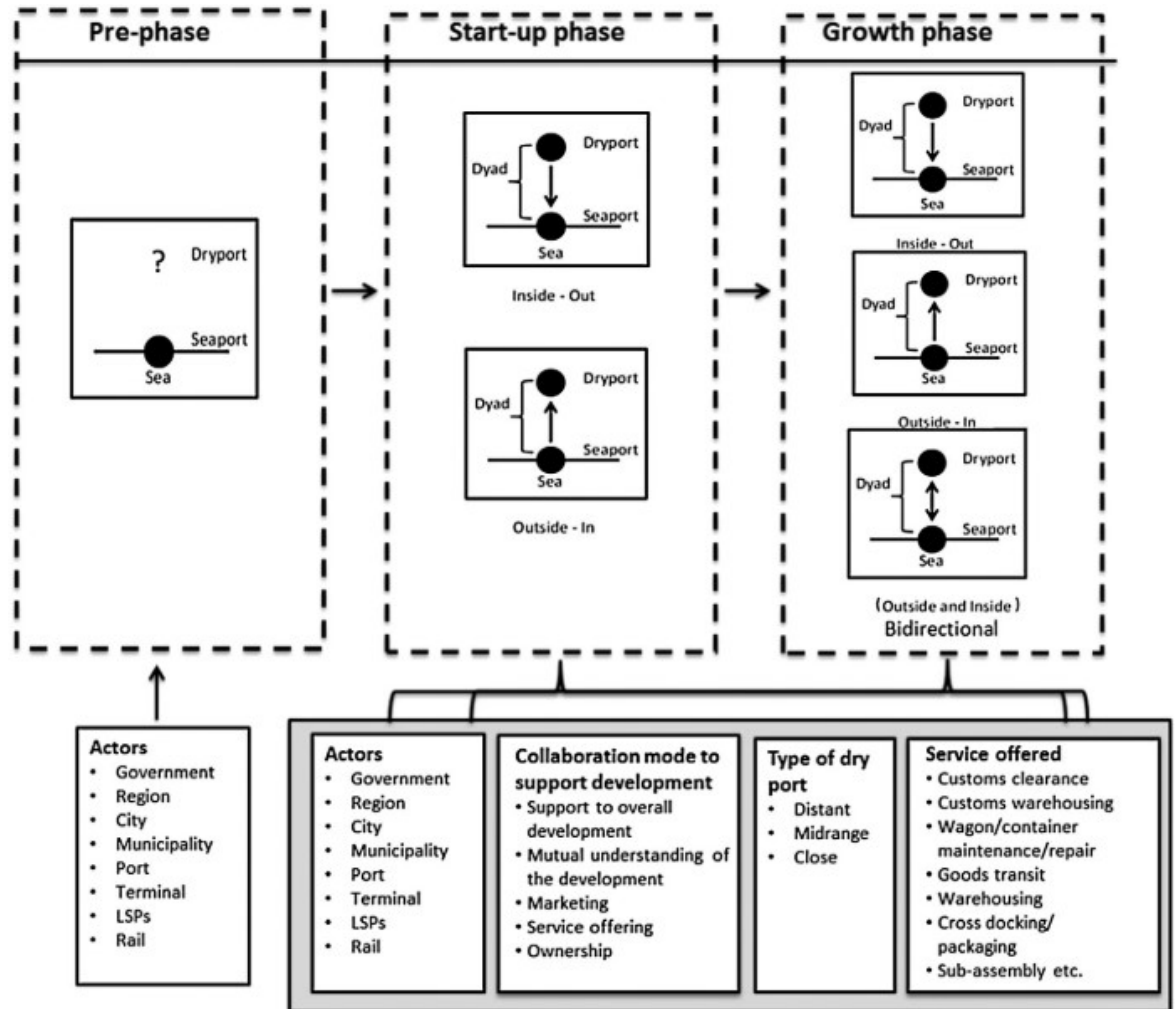 Pre-phase
Start-up phase
Growth phase
?
Dryport
Seaport
Sea
Dyad
Dryport
Seaport
Sea
Inside - Out
Dyad
Dryport
Seaport
Sea
Outside - In
Dyad
Dryport
Seaport
Sea
Inside - Out
Dyad
Dryport
Seaport
Sea
Outside - In
Dyad
Dryport
Seaport
Sea
(Outside and Inside)
Bidirectional
Actors
• Government
• Region
• City
• Municipality
• Port
• Terminal
• LSPs
• Rail
Actors
• Government
• Region
• City
• Municipality
• Port
• Terminal
• LSPs
• Rail
Collaboration mode to
support development
• Support to overall
development
• Mutual understanding of
the development
• Marketing
• Service offering
• Ownership
Type of dry
port
• Distant
• Midrange
• Close
Service offered
• Customs clearance
• Customs warehousing
• Wagon/container
maintenance/repair
• Goods transit
• Warehousing
• Cross docking/
packaging
• Sub-assembly etc.